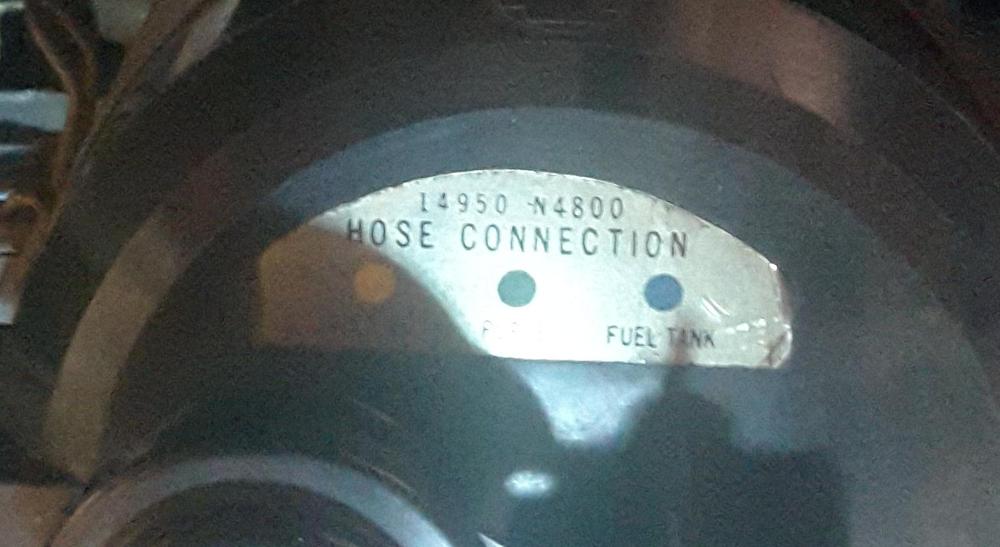 14950 N4800
HOSE CONNECTION
FUEL TANK